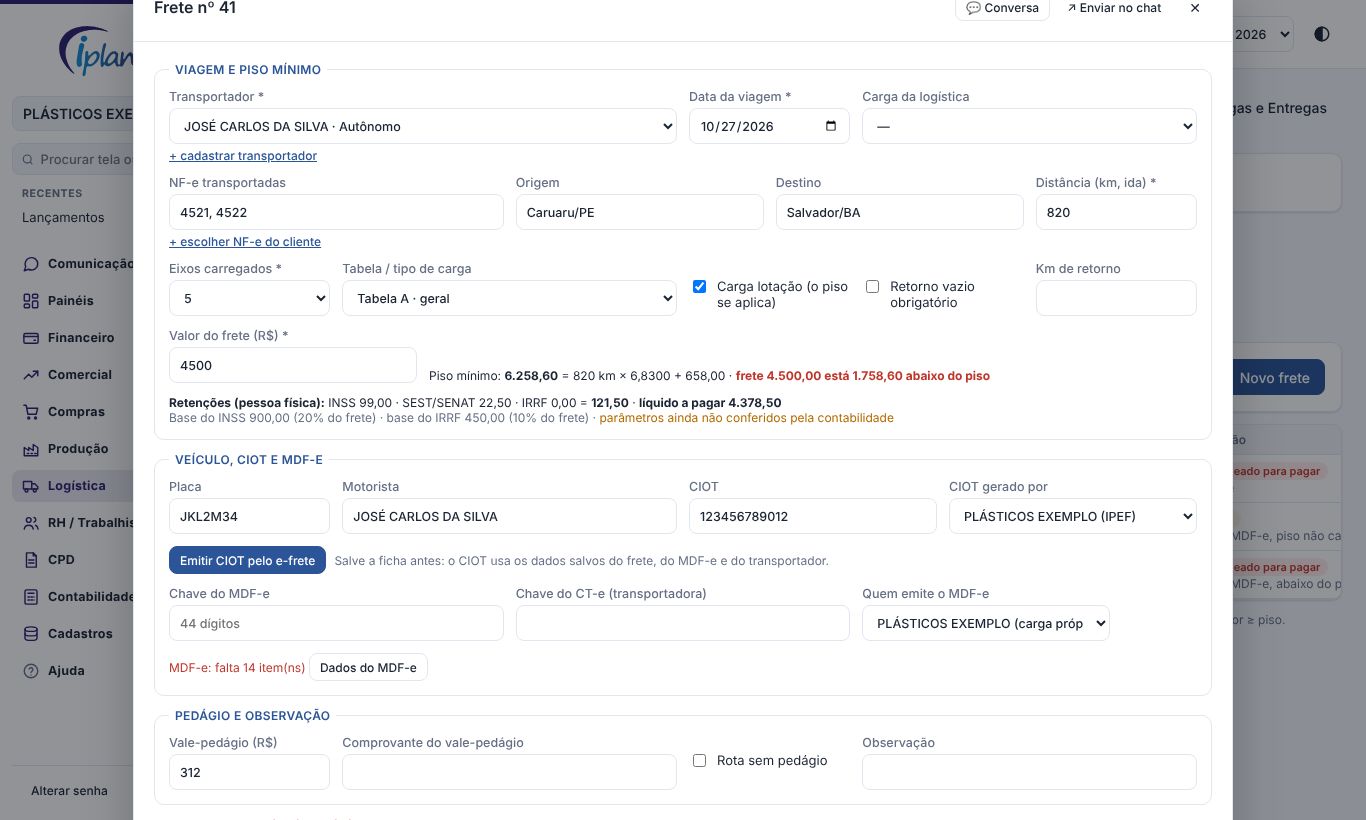 Frete nº 41
💬 Conversa
↗ Enviar no chat
✕
2026
iplan
PLÁSTICOS EXE
Procurar tela o
RECENTES
Lançamentos
Comunicação
Painéis
Financeiro
Comercial
Compras
Produção
Logística
RH / Trabalhis
CPD
Contabilidade
Cadastros
Ajuda
Alterar senha
VIAGEM E PISO MÍNIMO
Transportador *
Data da viagem *
Carga da logística
JOSÉ CARLOS DA SILVA · Autônomo
10/27/2026
—
+ cadastrar transportador
NF-e transportadas
Origem
Destino
Distância (km, ida) *
4521, 4522
Caruaru/PE
Salvador/BA
820
+ escolher NF-e do cliente
Eixos carregados *
Tabela / tipo de carga
Km de retorno
5
Tabela A · geral
Carga lotação (o piso
se aplica)
Retorno vazio
obrigatório
Valor do frete (R$) *
4500
Piso mínimo: 6.258,60 = 820 km × 6,8300 + 658,00 · frete 4.500,00 está 1.758,60 abaixo do piso
Retenções (pessoa física): INSS 99,00 · SEST/SENAT 22,50 · IRRF 0,00 = 121,50 · líquido a pagar 4.378,50
Base do INSS 900,00 (20% do frete) · base do IRRF 450,00 (10% do frete) · parâmetros ainda não conferidos pela contabilidade
VEÍCULO, CIOT E MDF-E
Placa
Motorista
CIOT
CIOT gerado por
JKL2M34
JOSÉ CARLOS DA SILVA
123456789012
PLÁSTICOS EXEMPLO (IPEF)
Emitir CIOT pelo e-frete
Salve a ficha antes: o CIOT usa os dados salvos do frete, do MDF-e e do transportador.
Chave do MDF-e
Chave do CT-e (transportadora)
Quem emite o MDF-e
44 dígitos
PLÁSTICOS EXEMPLO (carga próp
MDF-e: falta 14 item(ns)
Dados do MDF-e
PEDÁGIO E OBSERVAÇÃO
Vale-pedágio (R$)
Comprovante do vale-pedágio
Observação
312
Rota sem pedágio
gas e Entregas
Novo frete
ão
eado para pagar
MDF-e, piso não ca
eado para pagar
MDF-e, abaixo do p
or ≥ piso.